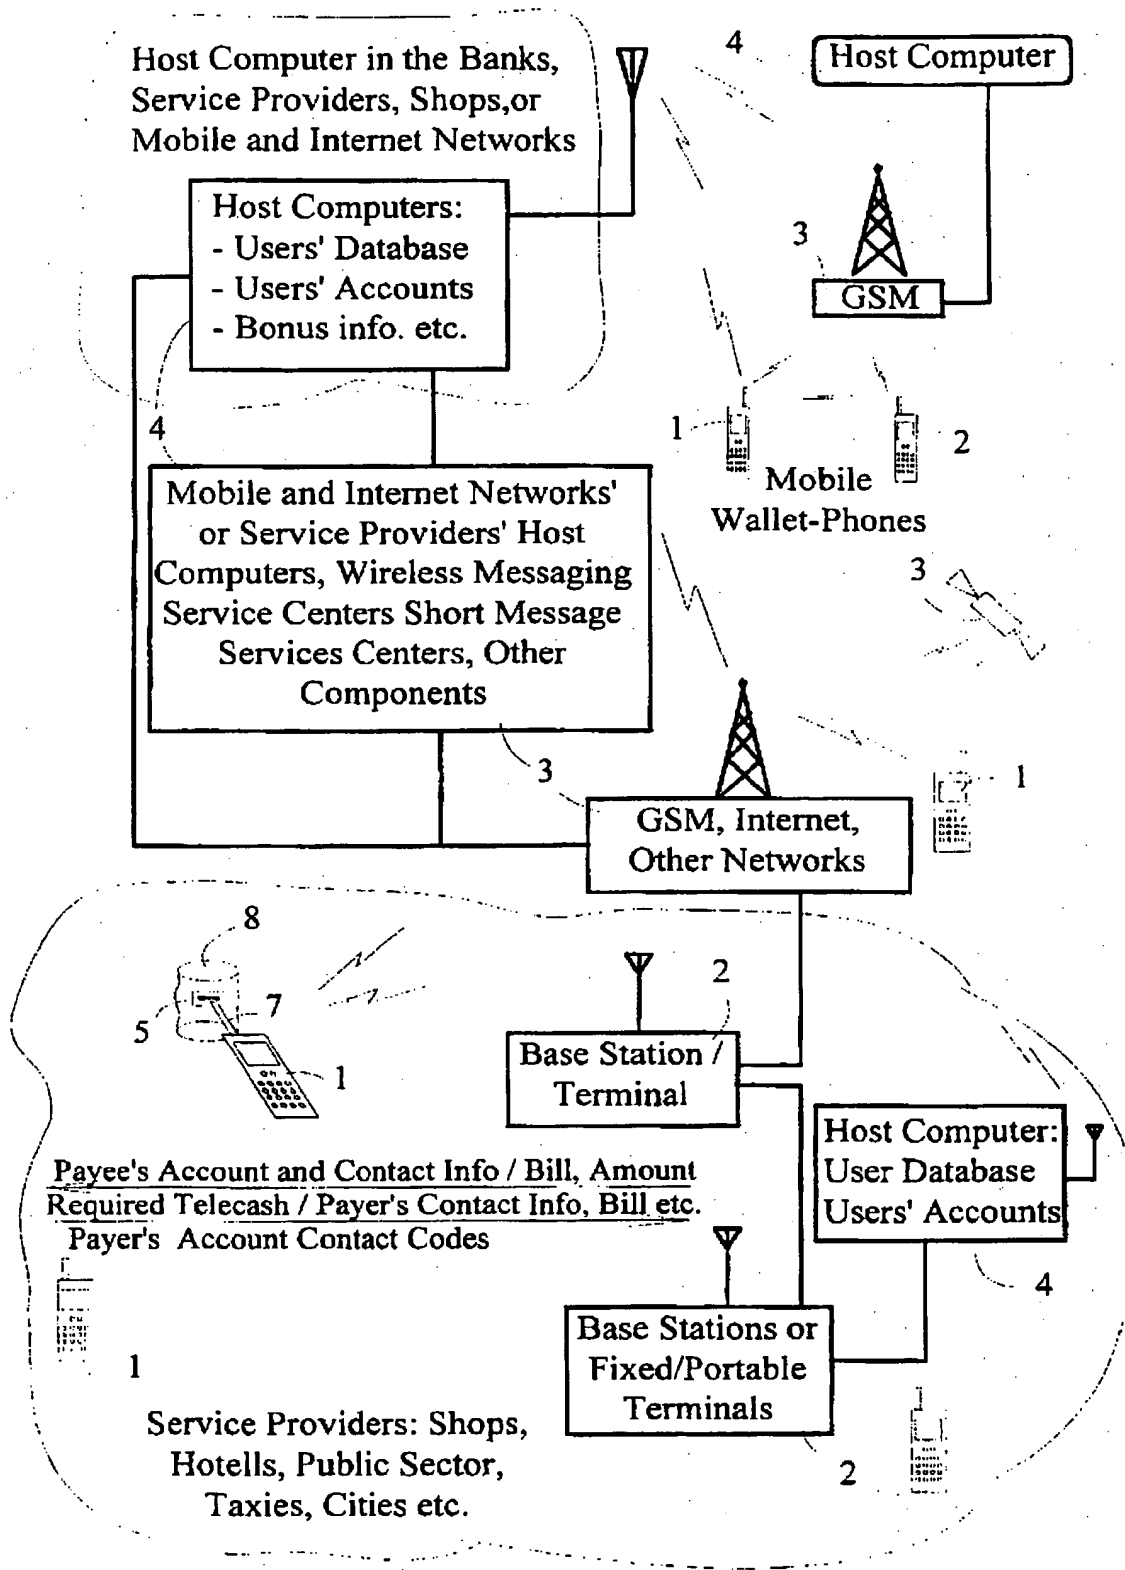 Host Computer in the Banks,
Service Providers, Shops,or
Mobile and Internet Networks
4
Host Computer
Host Computers:
- Users' Database
- Users' Accounts
- Bonus info. etc.
3
GSM
4
1
2
Mobile
Wallet-Phones
Mobile and Internet Networks'
or Service Providers' Host
Computers, Wireless Messaging
Service Centers Short Message
Services Centers, Other
Components
3
3
1
GSM, Internet,
Other Networks
8
5
7
1
2
Base Station /
Terminal
Host Computer:
User Database
Users' Accounts
4
Payee's Account and Contact Info / Bill, Amount
Required Telecash / Payer's Contact Info, Bill etc.
Payer's Account Contact Codes
1
Base Stations or
Fixed/Portable
Terminals
2
Service Providers: Shops,
Hotells, Public Sector,
Taxies, Cities etc.